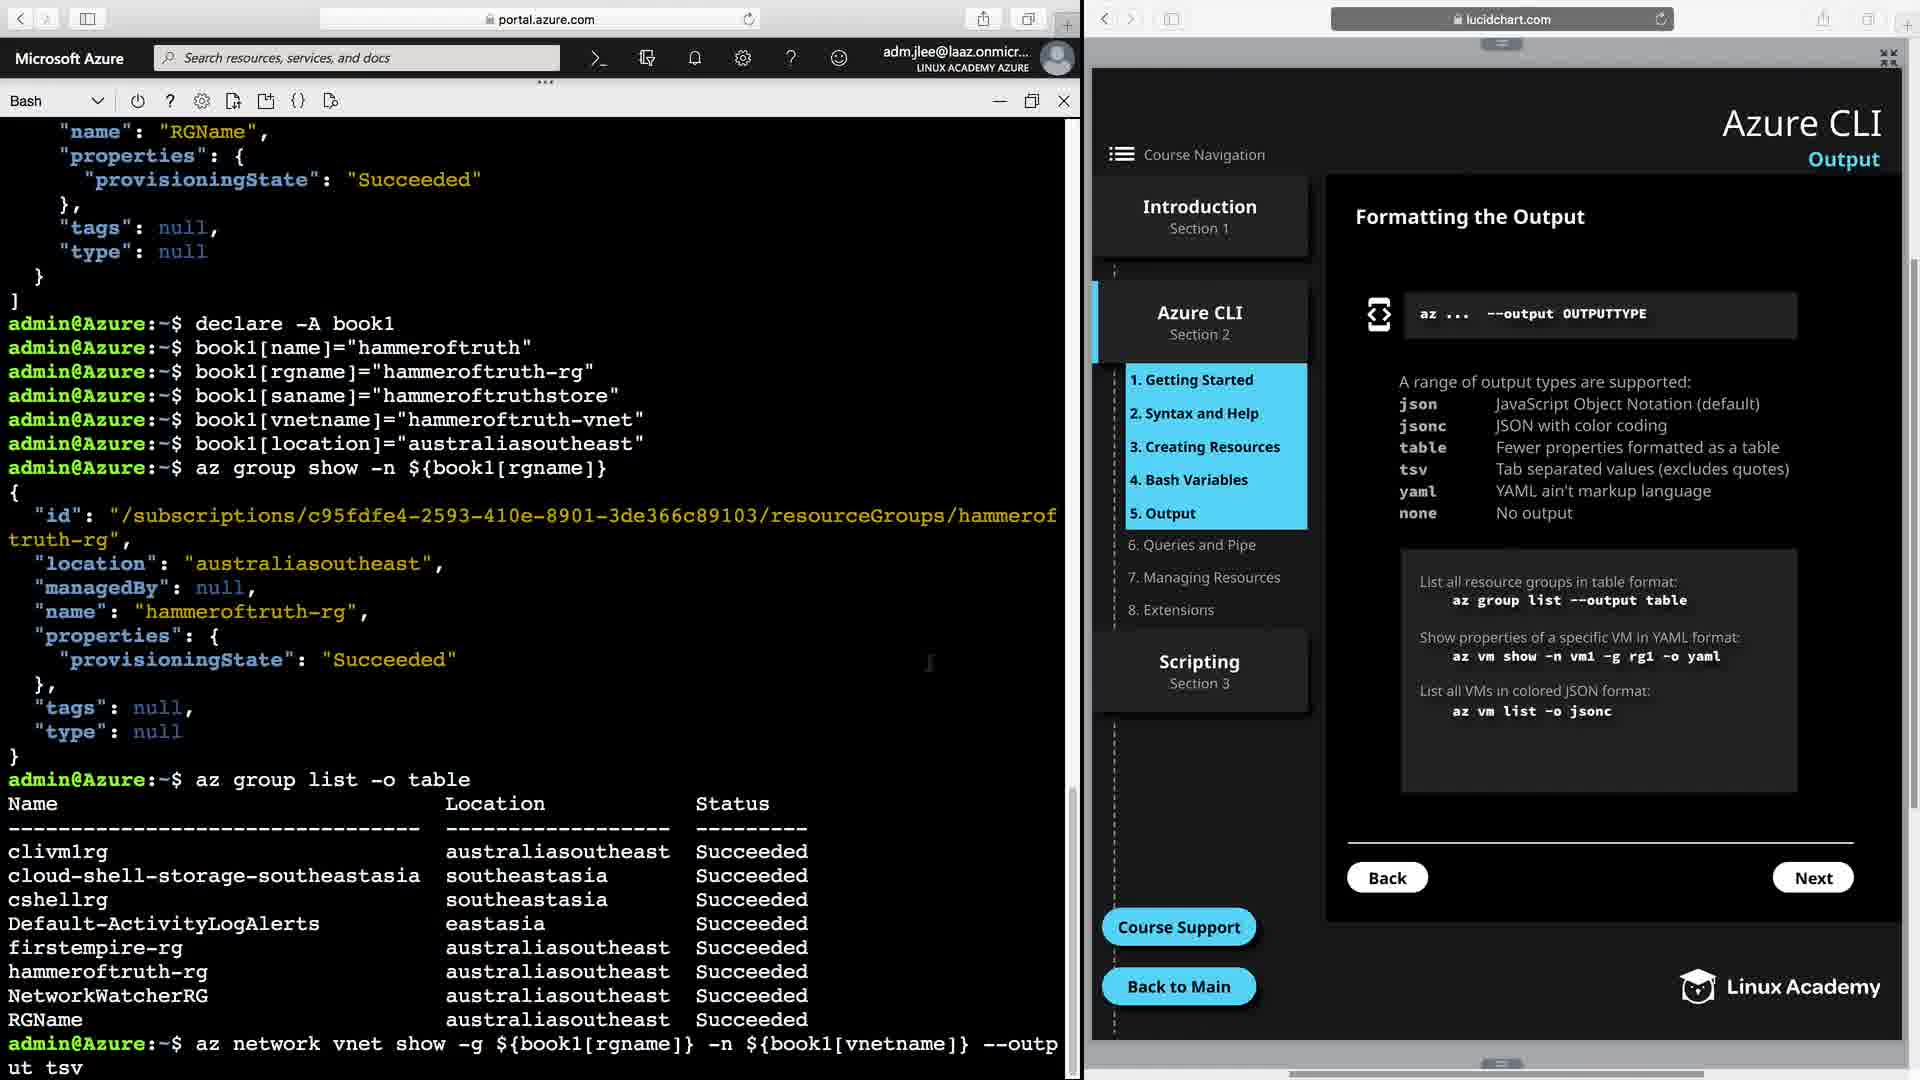 portal.azure.com
Microsoft Azure
Search resources, services, and docs
adm.jlee@laaz.onmicr...
LINUX ACADEMY AZURE
Bash
"name": "RGName",
"properties": {
"provisioningState": "Succeeded"
},
"tags": null,
"type": null
}
]
admin@Azure:~$ declare -A book1
admin@Azure:~$ book1[name]="hammeroftruth"
admin@Azure:~$ book1[rgname]="hammeroftruth-rg"
admin@Azure:~$ book1[saname]="hammeroftruthstore"
admin@Azure:~$ book1[vnetname]="hammeroftruth-vnet"
admin@Azure:~$ book1[location]="australiasoutheast"
admin@Azure:~$ az group show -n ${book1[rgname]}
{
"id": "/subscriptions/c95fdfe4-2593-410e-8901-3de366c89103/resourceGroups/hammerof
truth-rg",
"location": "australiasoutheast",
"managedBy": null,
"name": "hammeroftruth-rg",
"properties": {
"provisioningState": "Succeeded"
},
"tags": null,
"type": null
}
admin@Azure:~$ az group list -o table
Name Location Status
--------------------------------- ------------------ ---------
clivm1rg australiasoutheast Succeeded
cloud-shell-storage-southeastasia southeastasia Succeeded
cshellrg southeastasia Succeeded
Default-ActivityLogAlerts eastasia Succeeded
firstempire-rg australiasoutheast Succeeded
hammeroftruth-rg australiasoutheast Succeeded
NetworkWatcherRG australiasoutheast Succeeded
RGName australiasoutheast Succeeded
admin@Azure:~$ az network vnet show -g ${book1[rgname]} -n ${book1[vnetname]} --outp
ut tsv
lucidchart.com
Azure CLI
Output
Course Navigation
Introduction
Section 1
Azure CLI
Section 2
1. Getting Started
2. Syntax and Help
3. Creating Resources
4. Bash Variables
5. Output
6. Queries and Pipe
7. Managing Resources
8. Extensions
Scripting
Section 3
Course Support
Back to Main
Formatting the Output
az ... --output OUTPUTTYPE
A range of output types are supported:
json JavaScript Object Notation (default)
jsonc JSON with color coding
table Fewer properties formatted as a table
tsv Tab separated values (excludes quotes)
yaml YAML ain't markup language
none No output
List all resource groups in table format:
az group list --output table
Show properties of a specific VM in YAML format:
az vm show -n vm1 -g rg1 -o yaml
List all VMs in colored JSON format:
az vm list -o jsonc
Back
Next
Linux Academy